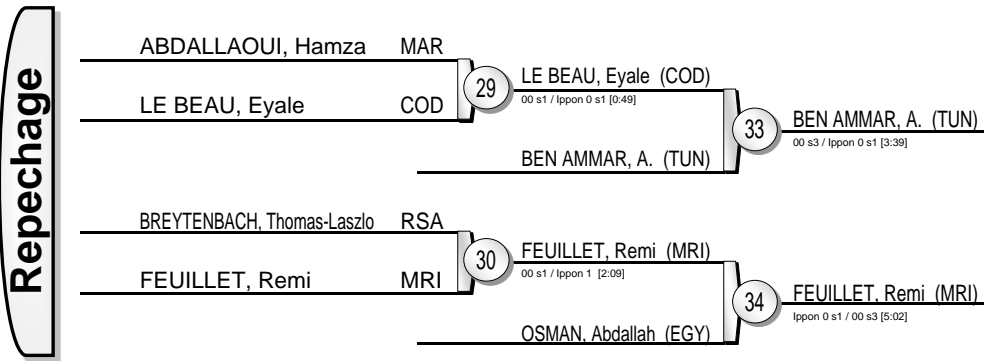 Repechage
ABDALLAOUI, Hamza MAR
LE BEAU, Eyale COD
29
LE BEAU, Eyale (COD)
00 s1 / Ippon 0 s1 [0:49]
BEN AMMAR, A. (TUN)
33
BEN AMMAR, A. (TUN)
00 s3 / Ippon 0 s1 [3:39]
BREYTENBACH, Thomas-Laszlo RSA
FEUILLET, Remi MRI
30
FEUILLET, Remi (MRI)
00 s1 / Ippon 1 [2:09]
OSMAN, Abdallah (EGY)
34
FEUILLET, Remi (MRI)
Ippon 0 s1 / 00 s3 [5:02]